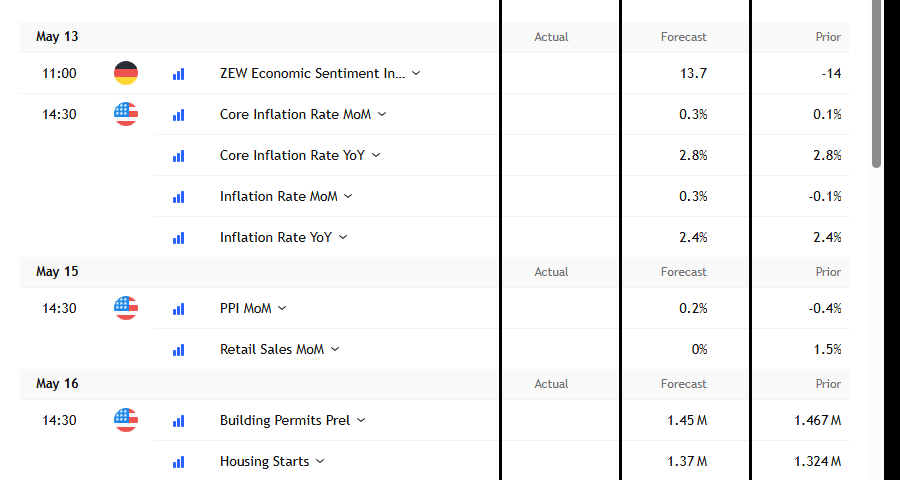 May 13 Actual Forecast Prior
11:00 ZEW Economic Sentiment In... 13.7 -14
14:30 Core Inflation Rate MoM 0.3% 0.1%
Core Inflation Rate YoY 2.8% 2.8%
Inflation Rate MoM 0.3% -0.1%
Inflation Rate YoY 2.4% 2.4%
May 15 Actual Forecast Prior
14:30 PPI MoM 0.2% -0.4%
Retail Sales MoM 0% 1.5%
May 16 Actual Forecast Prior
14:30 Building Permits Prel 1.45 M 1.467 M
Housing Starts 1.37 M 1.324 M